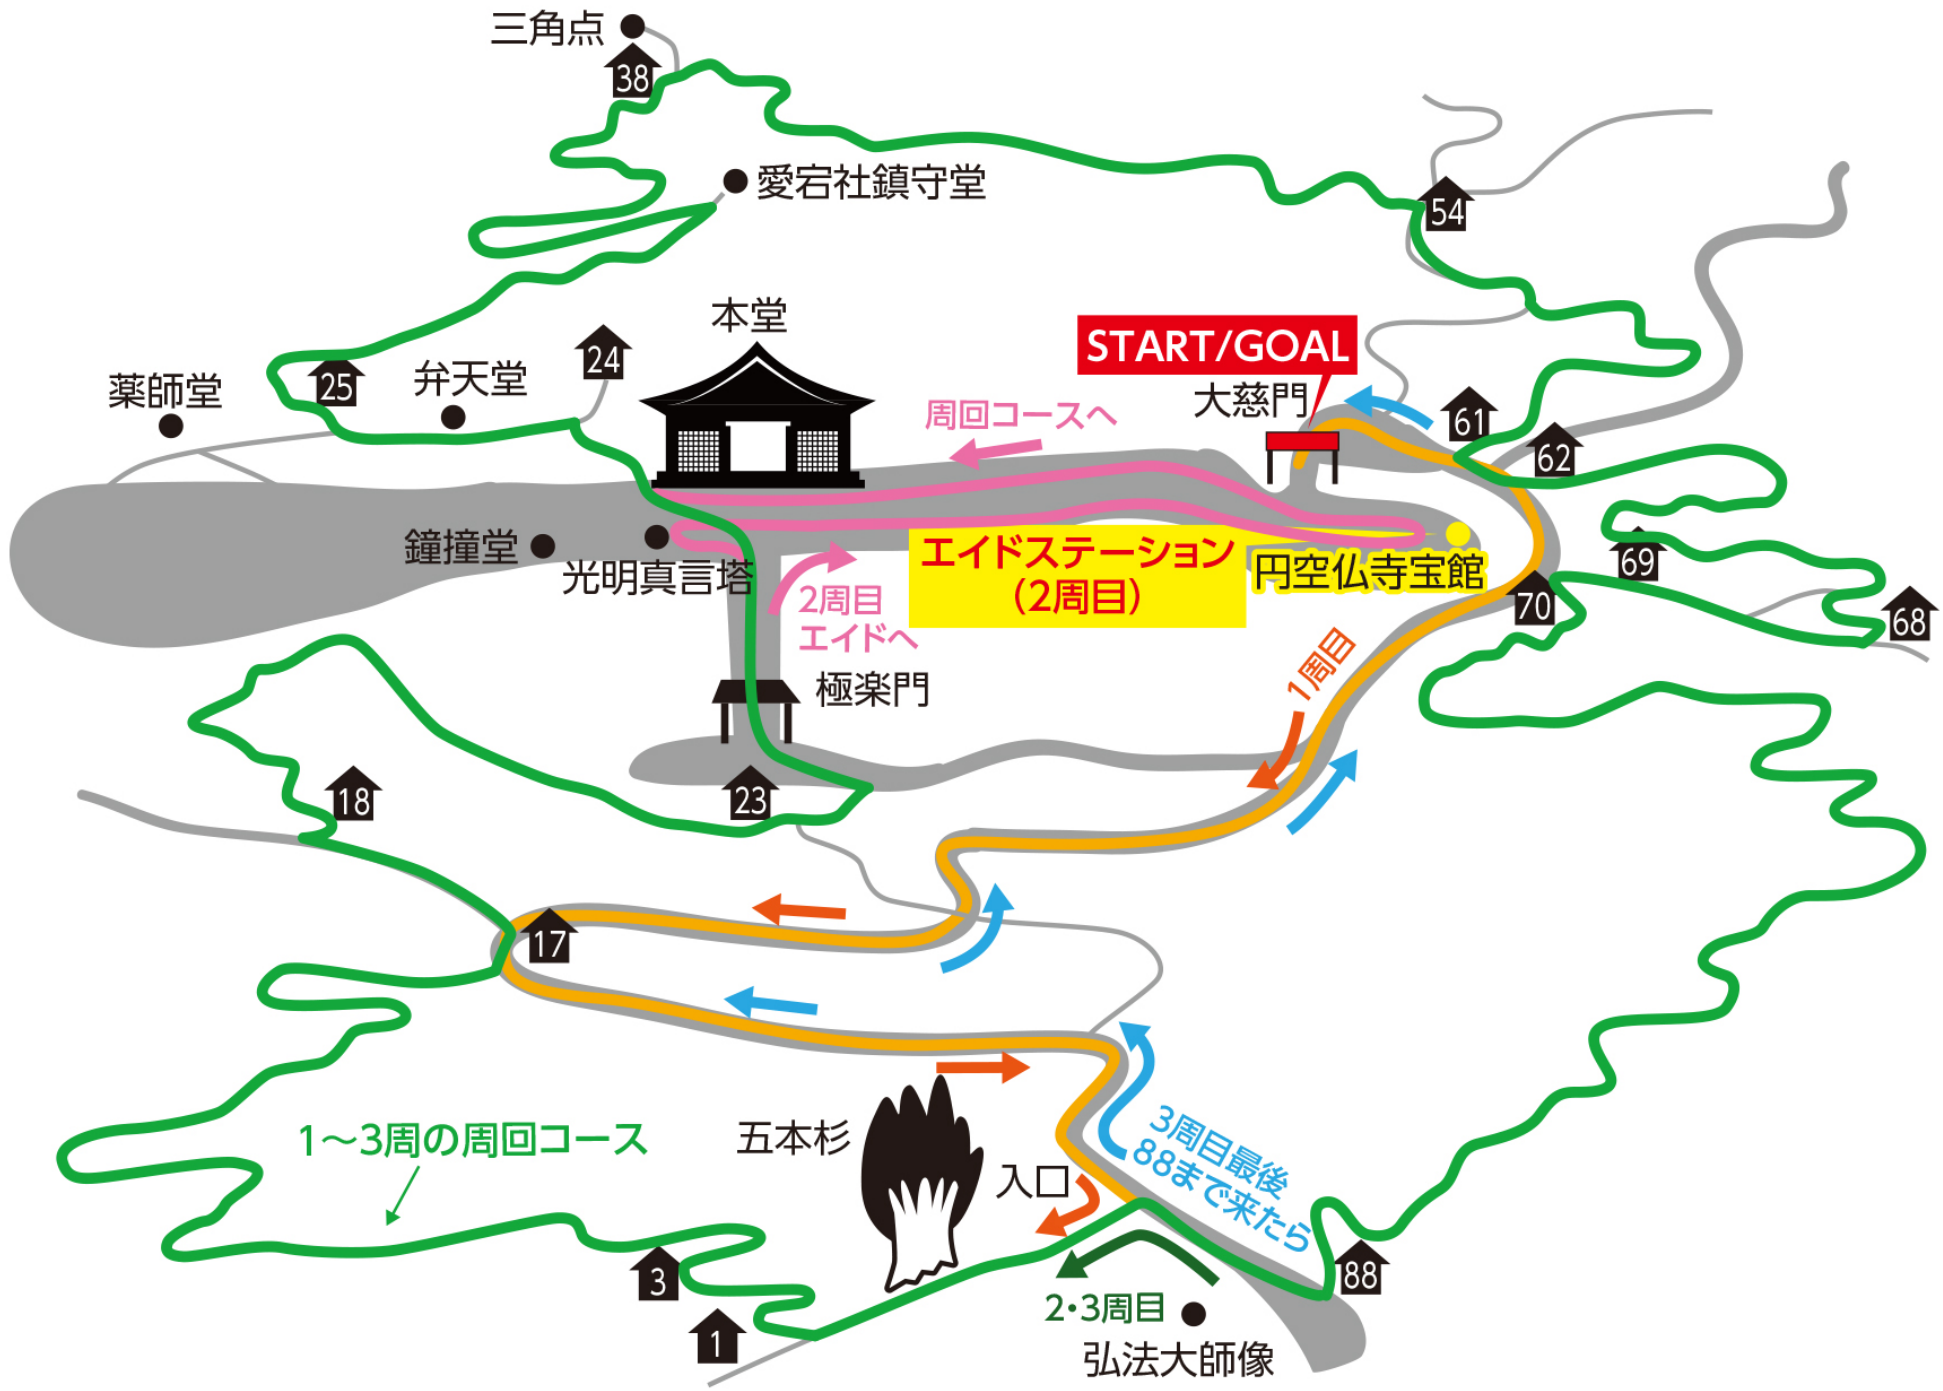 三角点
38
愛宕社鎮守堂
54
本堂
START/GOAL
大慈門
24
25
弁天堂
薬師堂
周回コースへ
61
62
鐘撞堂
光明真言塔
エイドステーション
(2周目)
円空仏寺宝館
69
70
68
2周目
エイドへ
極楽門
1周目
18
23
17
1〜3周の周回コース
五本杉
入口
3周目最後
88まで来たら
3
1
2・3周目
弘法大師像
88